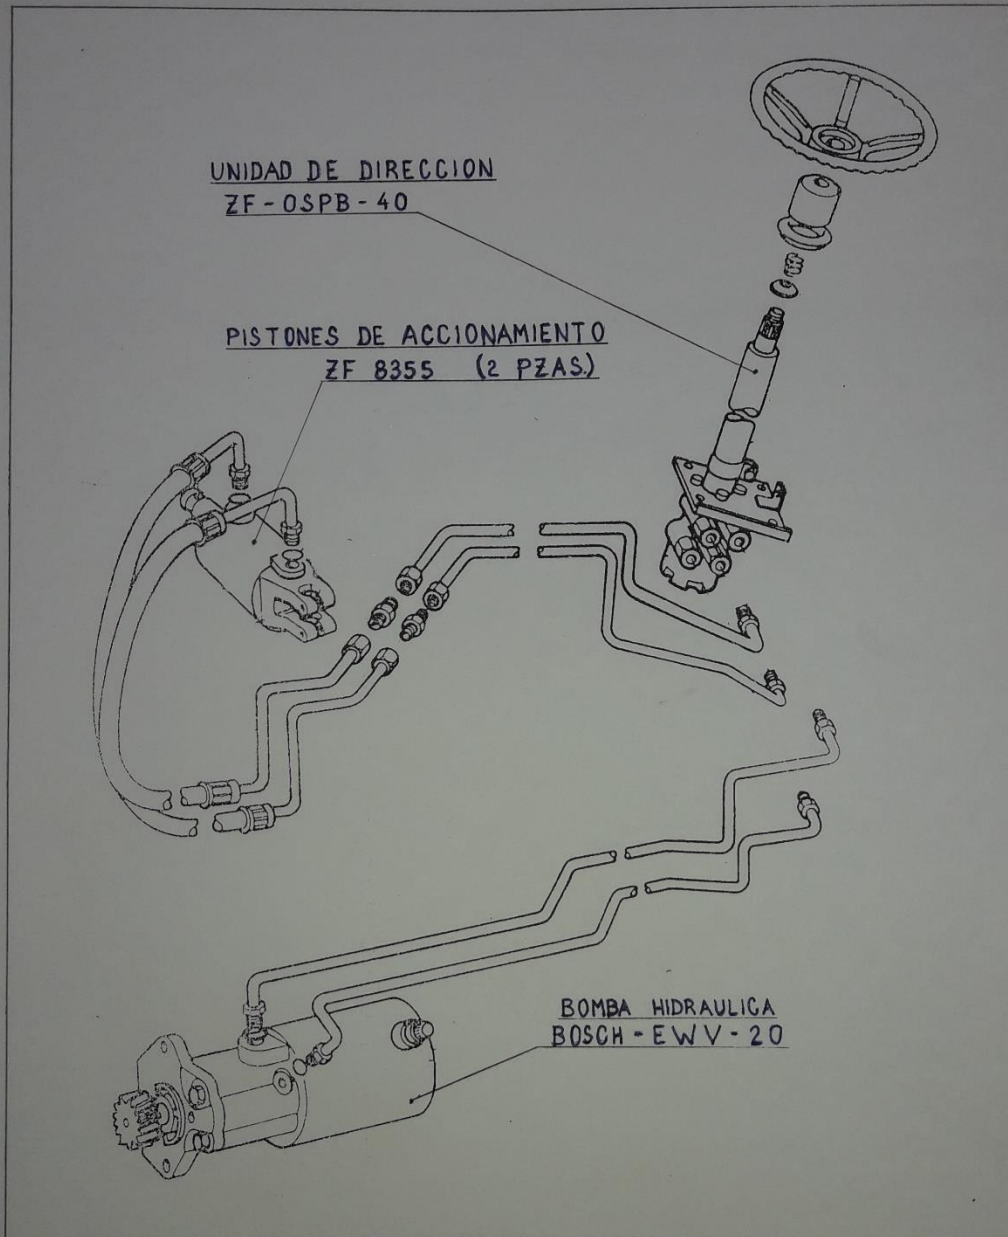 UNIDAD DE DIRECCION
ZF-OSPB-40
PISTONES DE ACCIONAMIENTO
ZF 8355 (2 PZAS.)
BOMBA HIDRAULICA
BOSCH-EWV-20